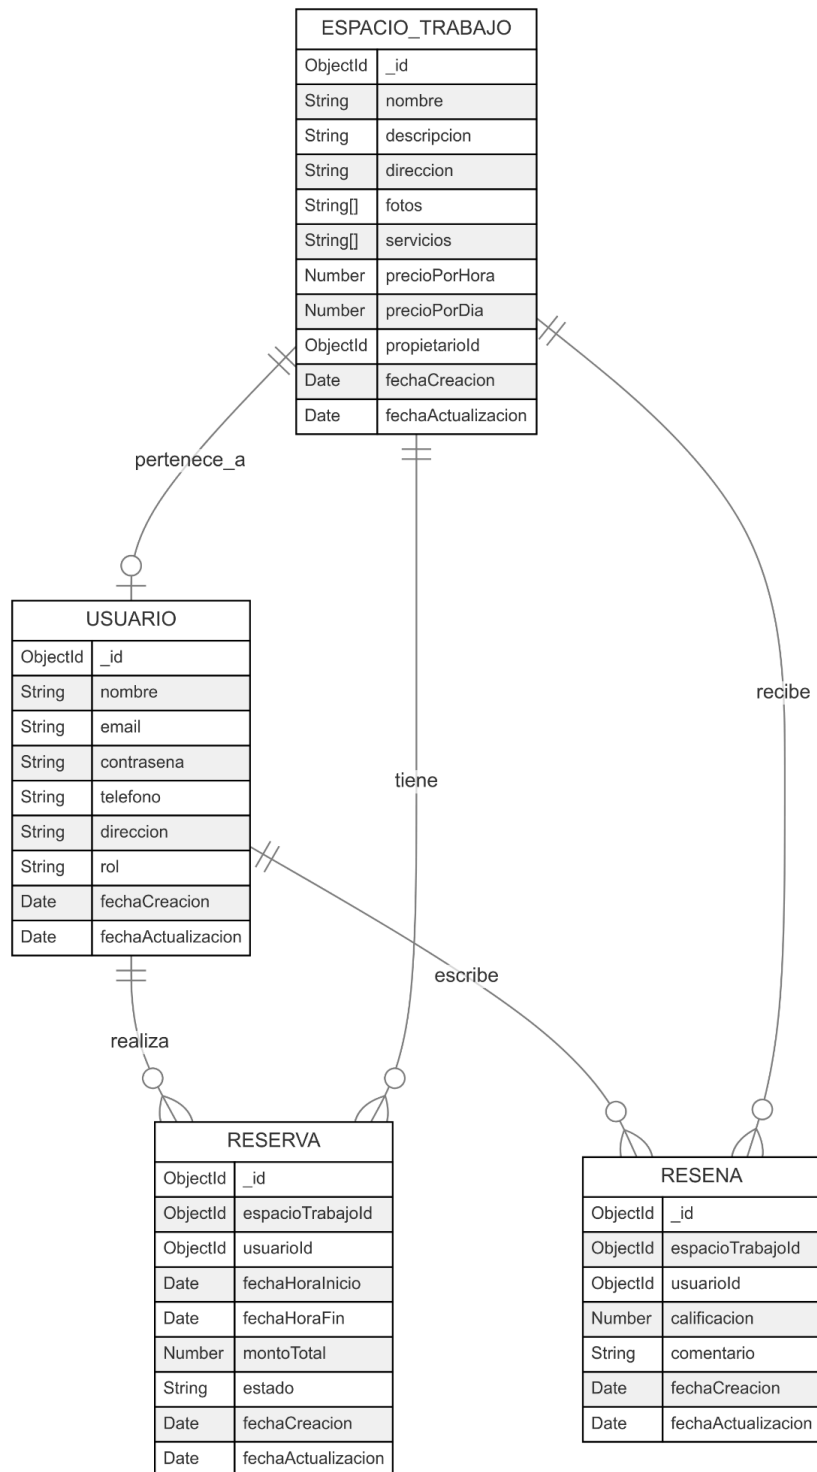 ESPACIO_TRABAJO
ObjectId _id
String nombre
String descripcion
String direccion
String[] fotos
String[] servicios
Number precioPorHora
Number precioPorDia
ObjectId propietarioId
Date fechaCreacion
Date fechaActualizacion
pertenece_a
USUARIO
ObjectId _id
String nombre
String email
String contrasena
String telefono
String direccion
String rol
Date fechaCreacion
Date fechaActualizacion
recibe
tiene
escribe
realiza
RESERVA
ObjectId _id
ObjectId espacioTrabajoId
ObjectId usuarioId
Date fechaHoraInicio
Date fechaHoraFin
Number montoTotal
String estado
Date fechaCreacion
Date fechaActualizacion
RESENA
ObjectId _id
ObjectId espacioTrabajoId
ObjectId usuarioId
Number calificacion
String comentario
Date fechaCreacion
Date fechaActualizacion